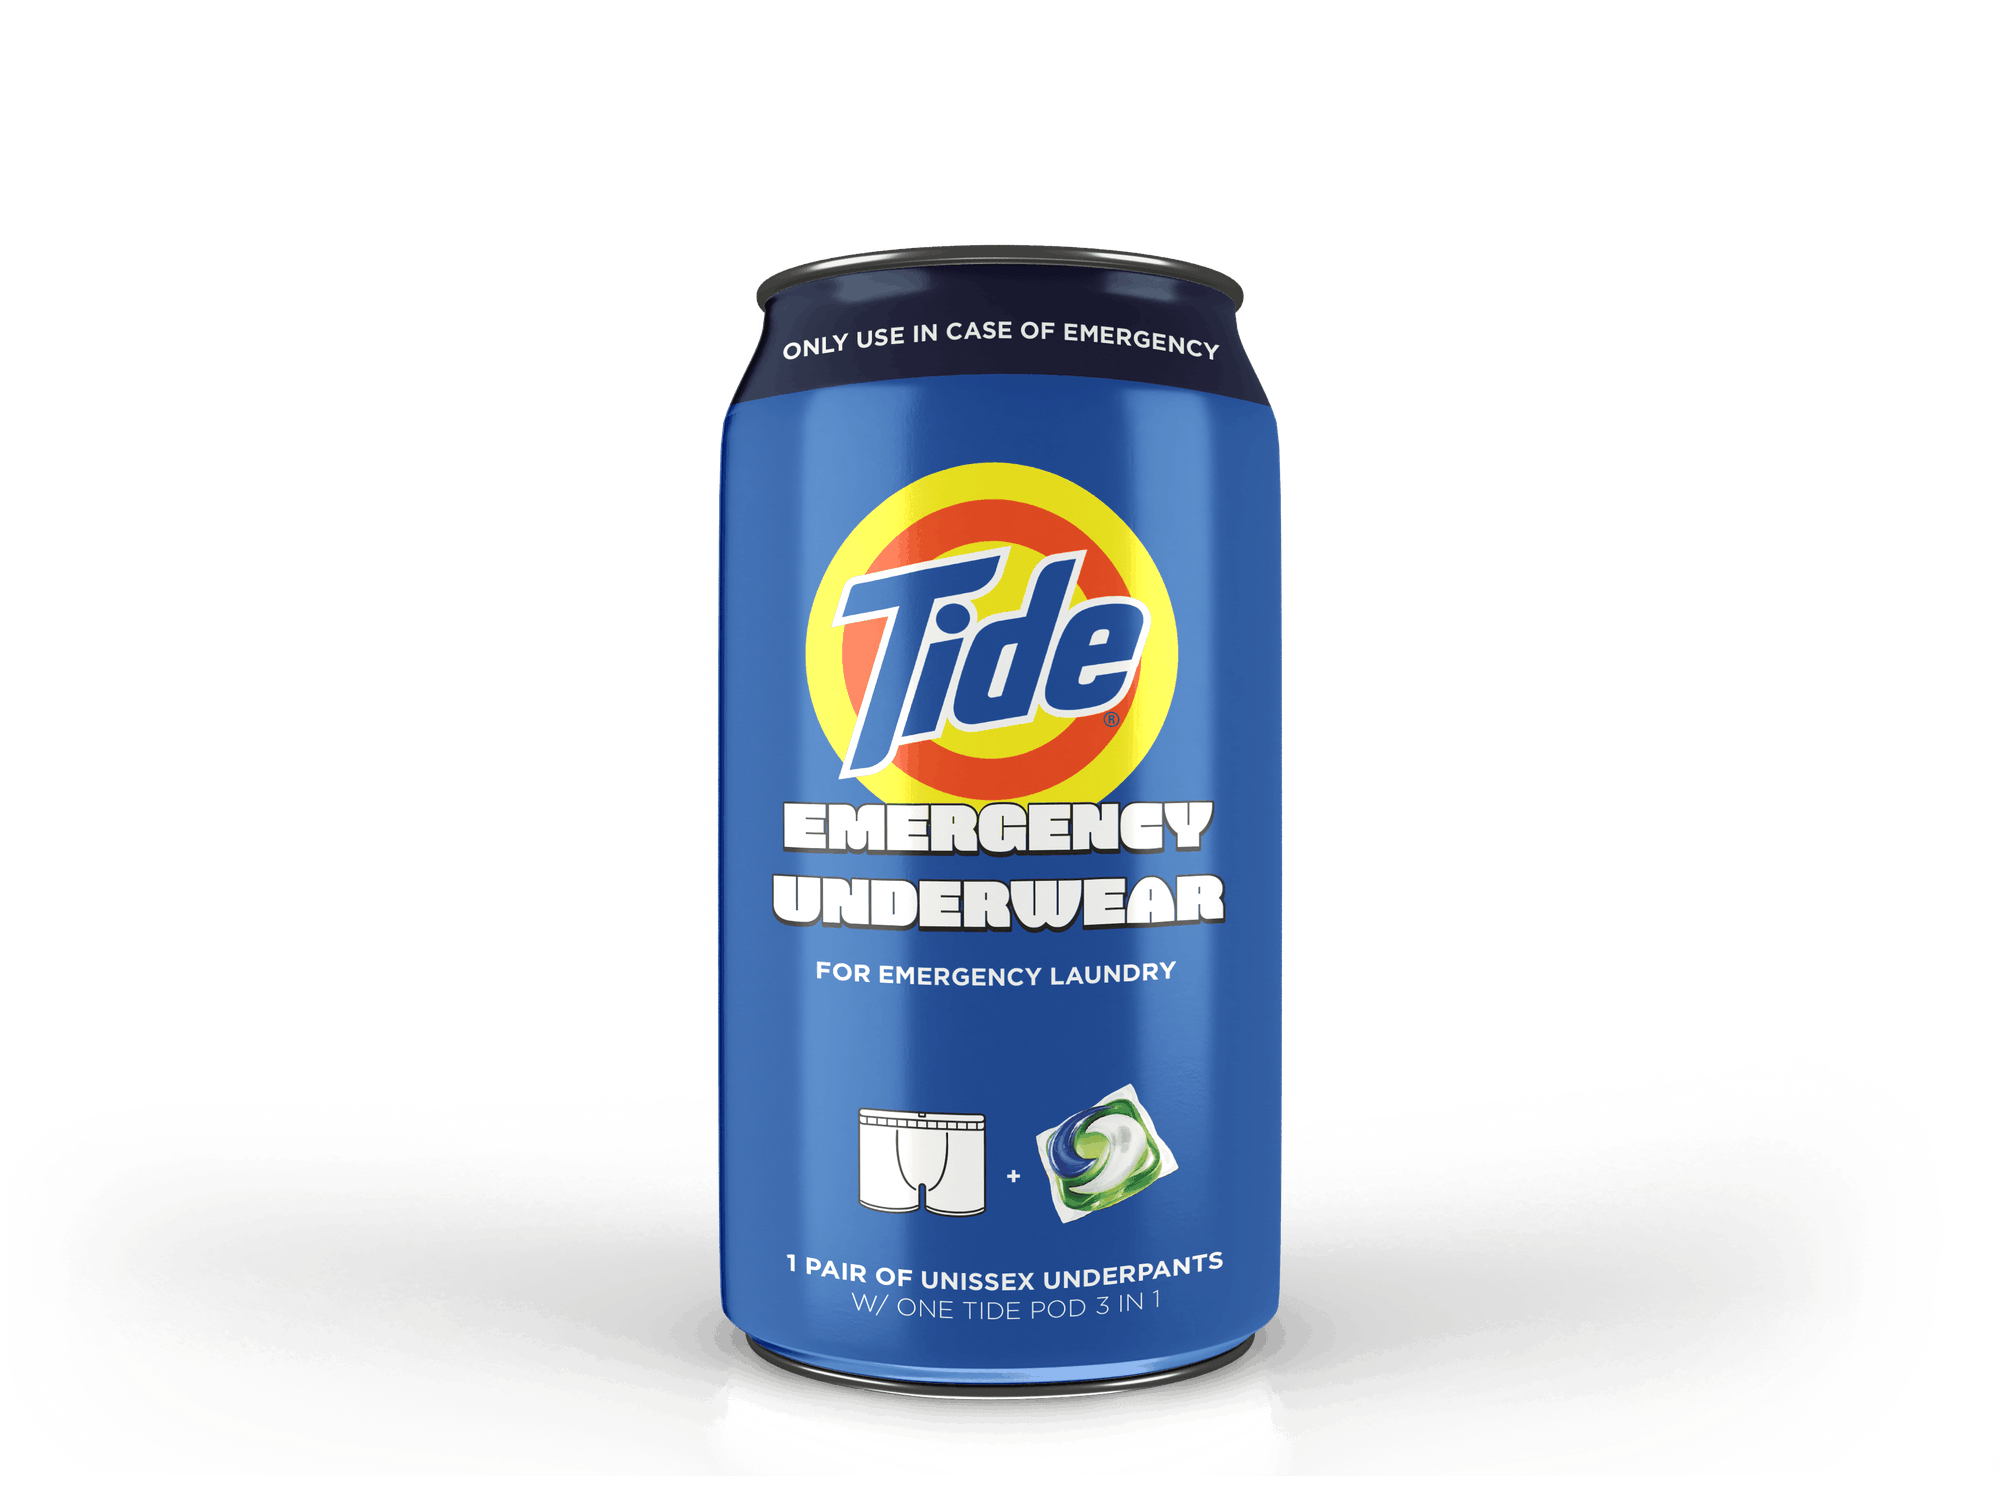 ONLY USE IN CASE OF EMERGENCY
Tide
®
EMERGENCY
UNDERWEAR
FOR EMERGENCY LAUNDRY
+
1 PAIR OF UNISSEX UNDERPANTS
W/ ONE TIDE POD 3 IN 1